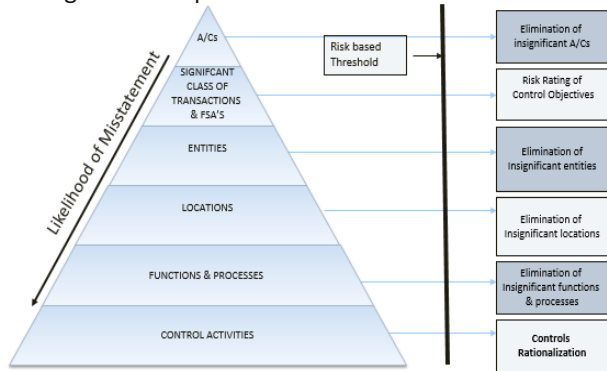 A/Cs
SIGNIFCANT
CLASS OF
TRANSACTIONS
& FSA'S
ENTITIES
LOCATIONS
FUNCTIONS & PROCESSES
CONTROL ACTIVITIES
Likelihood of Misstatement
Risk based
Threshold
Elimination of
insignificant A/Cs
Risk Rating of
Control Objectives
Elimination of
Insignificant entities
Elimination of
Insignificant locations
Elimination of
Insignificant functions
& processes
Controls
Rationalization